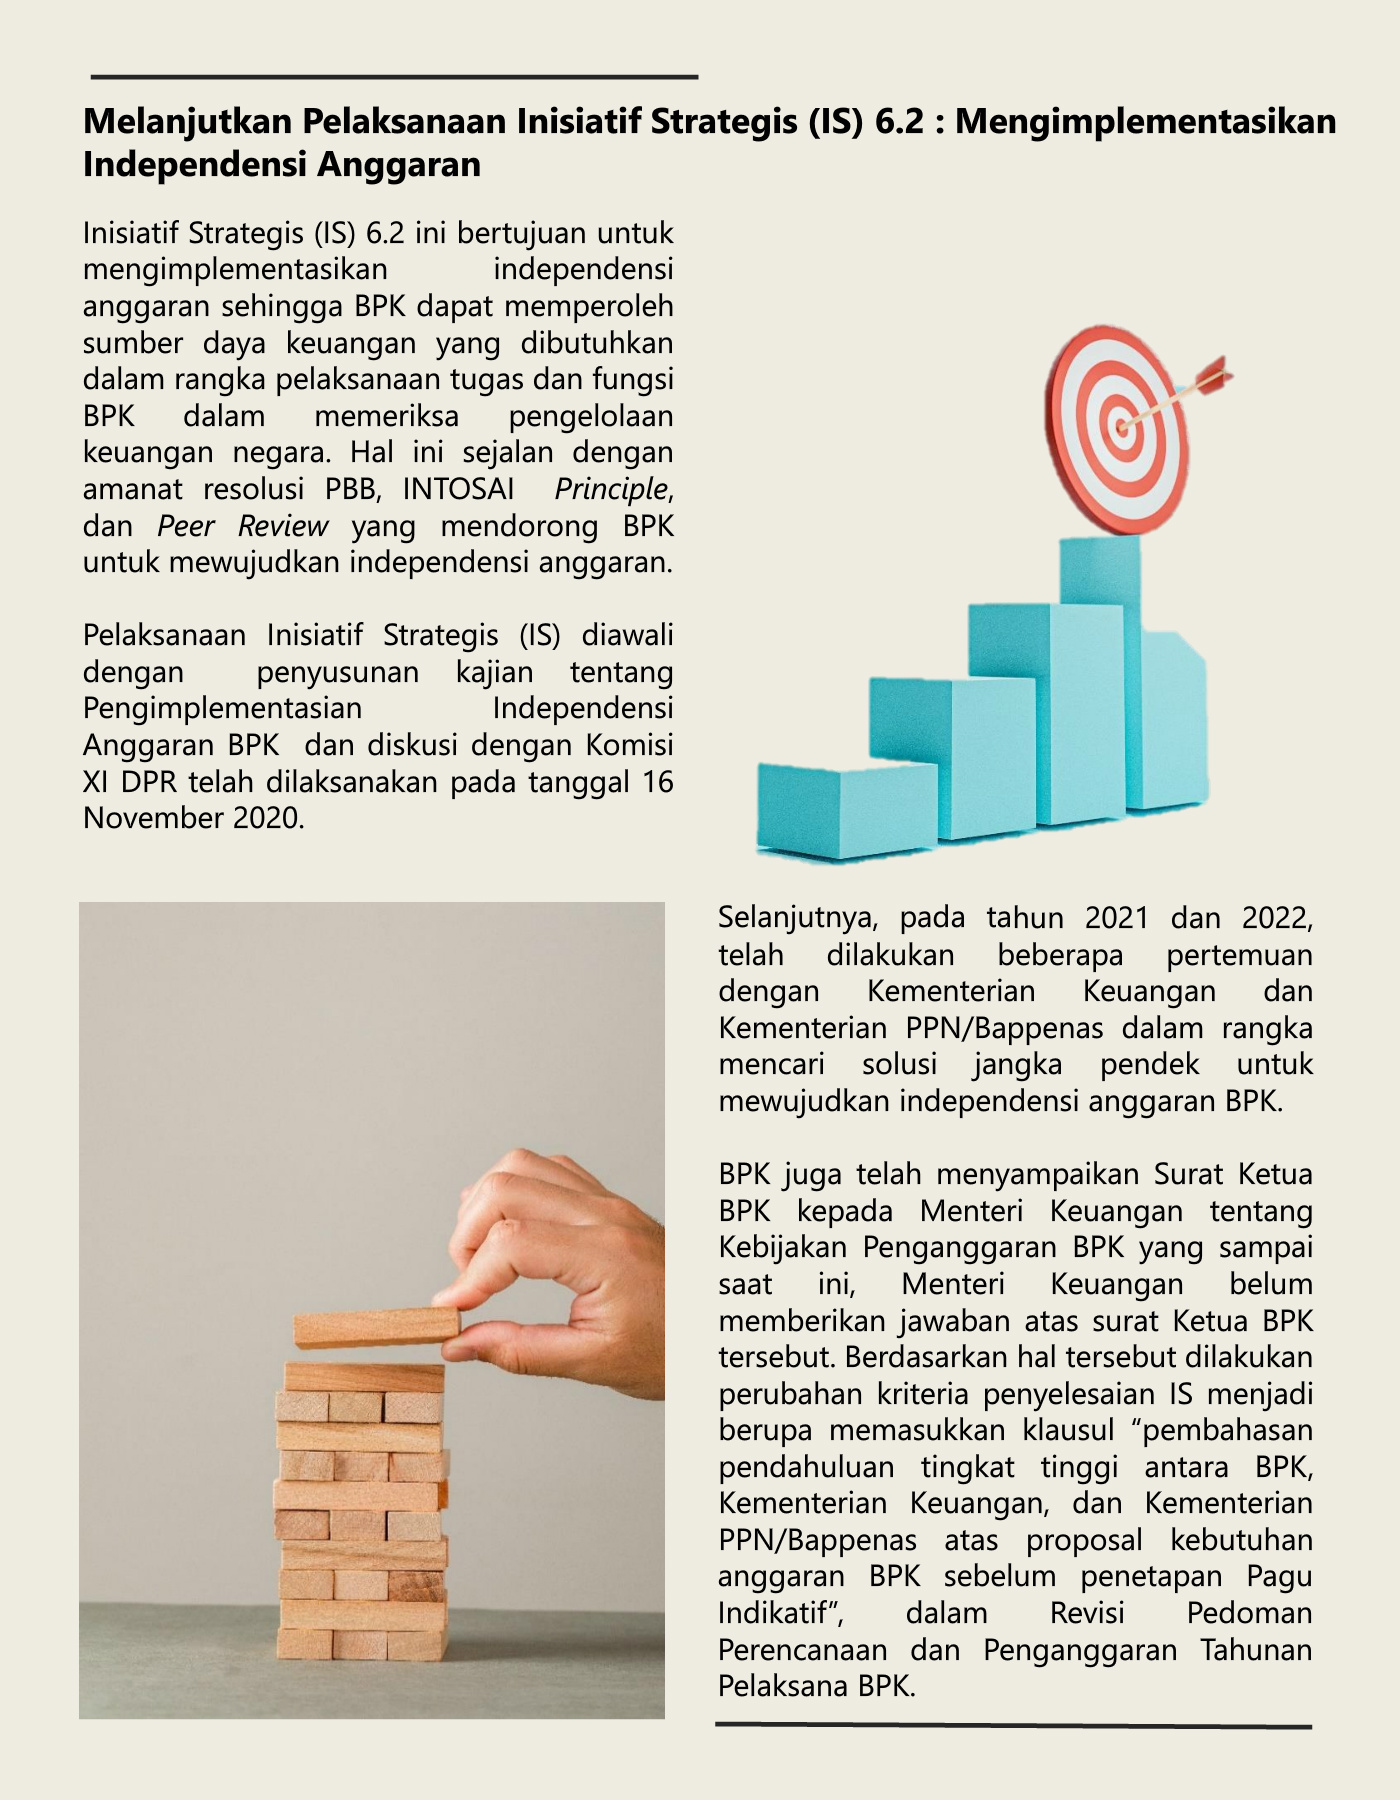 Melanjutkan Pelaksanaan Inisiatif Strategis (IS) 6.2 : Mengimplementasikan
Independensi Anggaran
Inisiatif Strategis (IS) 6.2 ini bertujuan untuk
mengimplementasikan independensi
anggaran sehingga BPK dapat memperoleh
sumber daya keuangan yang dibutuhkan
dalam rangka pelaksanaan tugas dan fungsi
BPK dalam memeriksa pengelolaan
keuangan negara. Hal ini sejalan dengan
amanat resolusi PBB, INTOSAI Principle,
dan Peer Review yang mendorong BPK
untuk mewujudkan independensi anggaran.
Pelaksanaan Inisiatif Strategis (IS) diawali
dengan penyusunan kajian tentang
Pengimplementasian Independensi
Anggaran BPK dan diskusi dengan Komisi
XI DPR telah dilaksanakan pada tanggal 16
November 2020.
Selanjutnya, pada tahun 2021 dan 2022,
telah dilakukan beberapa pertemuan
dengan Kementerian Keuangan dan
Kementerian PPN/Bappenas dalam rangka
mencari solusi jangka pendek untuk
mewujudkan independensi anggaran BPK.
BPK juga telah menyampaikan Surat Ketua
BPK kepada Menteri Keuangan tentang
Kebijakan Penganggaran BPK yang sampai
saat ini, Menteri Keuangan belum
memberikan jawaban atas surat Ketua BPK
tersebut. Berdasarkan hal tersebut dilakukan
perubahan kriteria penyelesaian IS menjadi
berupa memasukkan klausul “pembahasan
pendahuluan tingkat tinggi antara BPK,
Kementerian Keuangan, dan Kementerian
PPN/Bappenas atas proposal kebutuhan
anggaran BPK sebelum penetapan Pagu
Indikatif”, dalam Revisi Pedoman
Perencanaan dan Penganggaran Tahunan
Pelaksana BPK.